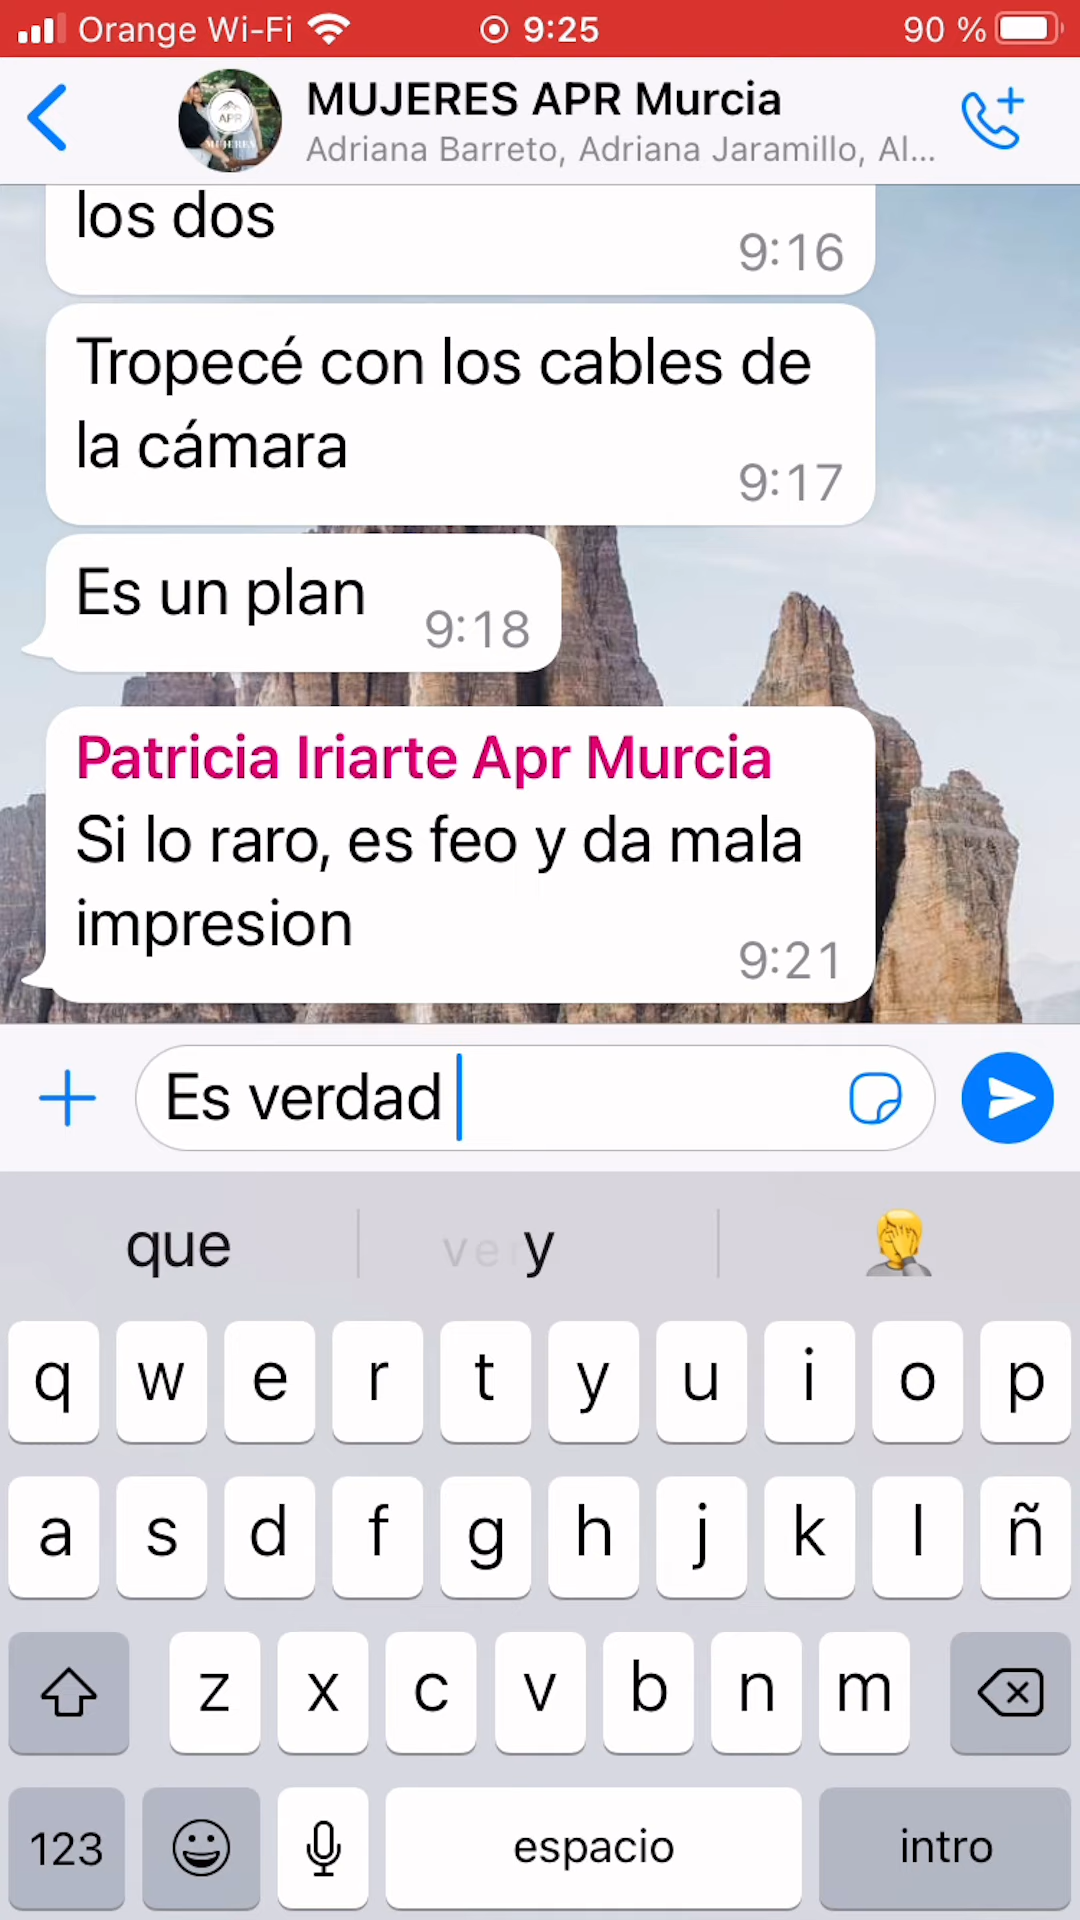 Orange Wi-Fi 9:25 90 %
MUJERES APR Murcia
Adriana Barreto, Adriana Jaramillo, Al...
APR
MUJERES
los dos
9:16
Tropecé con los cables de
la cámara
9:17
Es un plan
9:18
Patricia Iriarte Apr Murcia
Si lo raro, es feo y da mala
impresion
9:21
Es verdad
que y
q w e r t y u i o p
a s d f g h j k l ñ
z x c v b n m
123 espacio intro